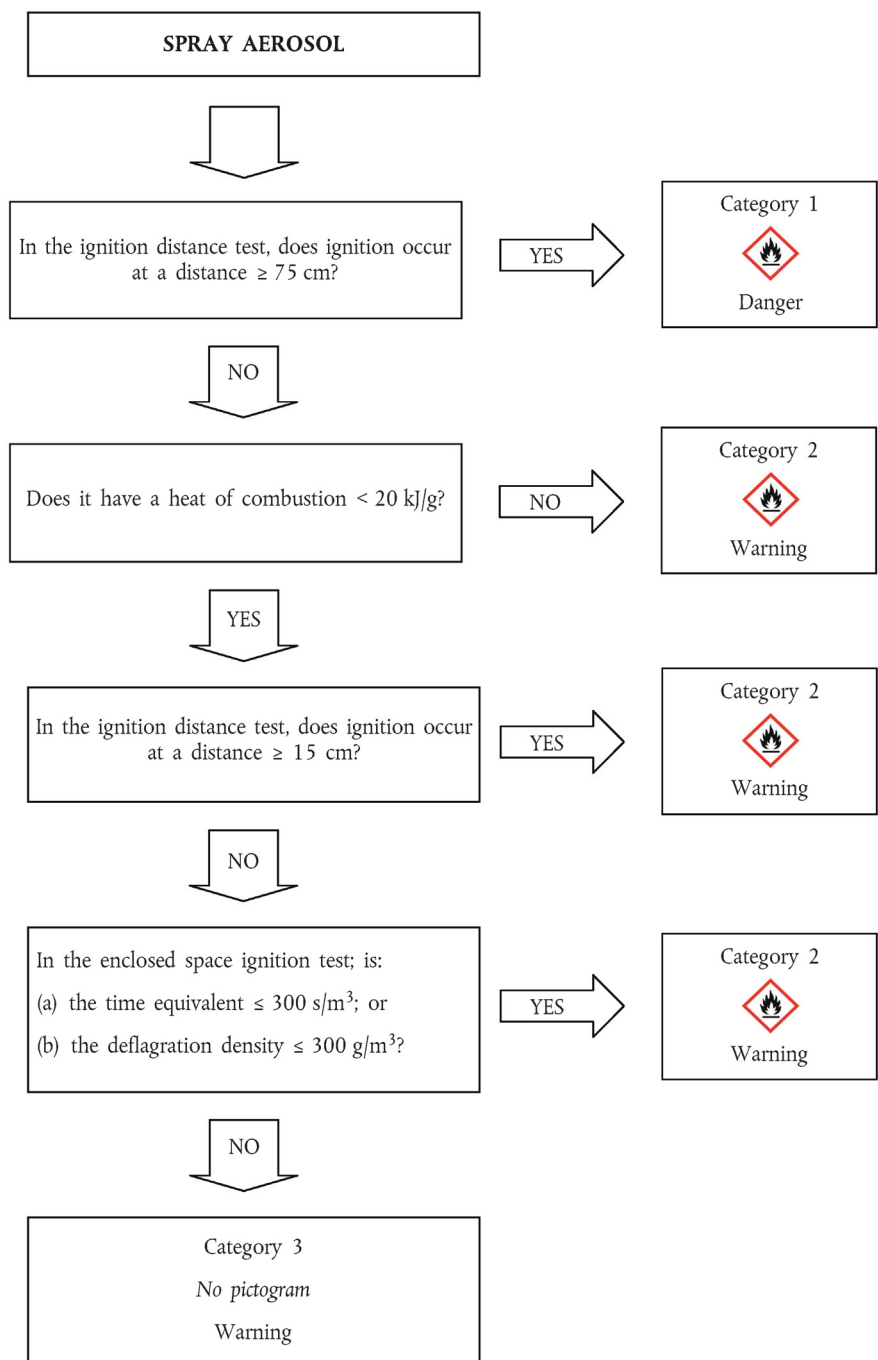 SPRAY AEROSOL
In the ignition distance test, does ignition occur
at a distance ≥ 75 cm?
YES
Category 1
Danger
NO
Does it have a heat of combustion < 20 kJ/g?
NO
Category 2
Warning
YES
In the ignition distance test, does ignition occur
at a distance ≥ 15 cm?
YES
Category 2
Warning
NO
In the enclosed space ignition test; is:
(a) the time equivalent ≤ 300 s/m³; or
(b) the deflagration density ≤ 300 g/m³?
YES
Category 2
Warning
NO
Category 3
No pictogram
Warning